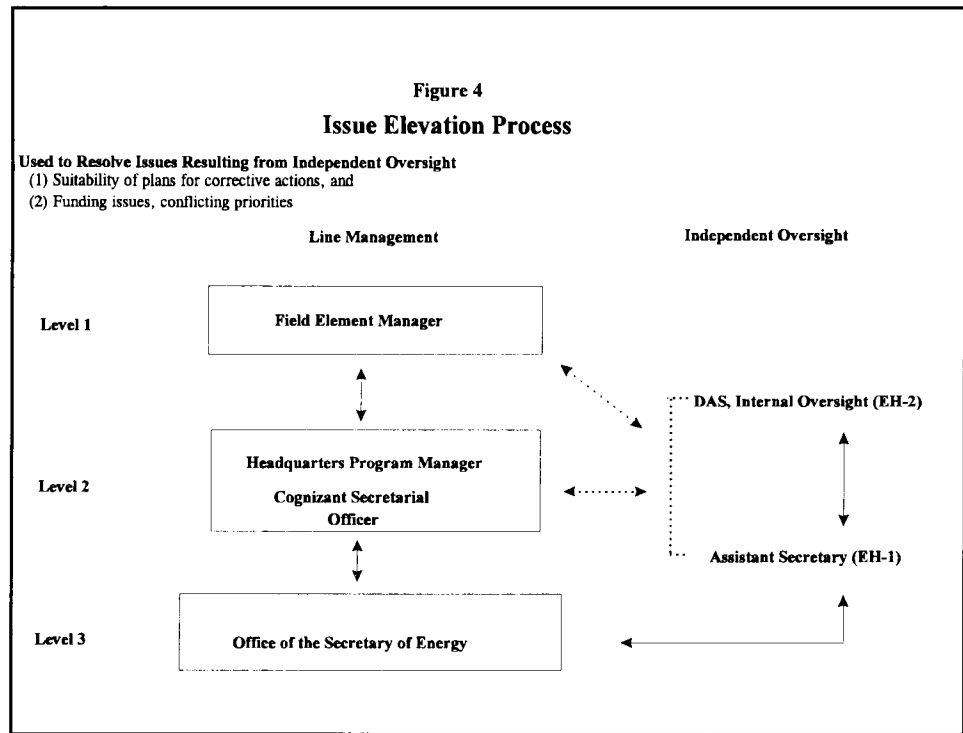 Figure 4
Issue Elevation Process
Used to Resolve Issues Resulting from Independent Oversight
(1) Suitability of plans for corrective actions, and
(2) Funding issues, conflicting priorities
Line Management
Independent Oversight
Level 1
Field Element Manager
DAS, Internal Oversight (EH-2)
Level 2
Headquarters Program Manager
Cognizant Secretarial
Officer
Assistant Secretary (EH-1)
Level 3
Office of the Secretary of Energy